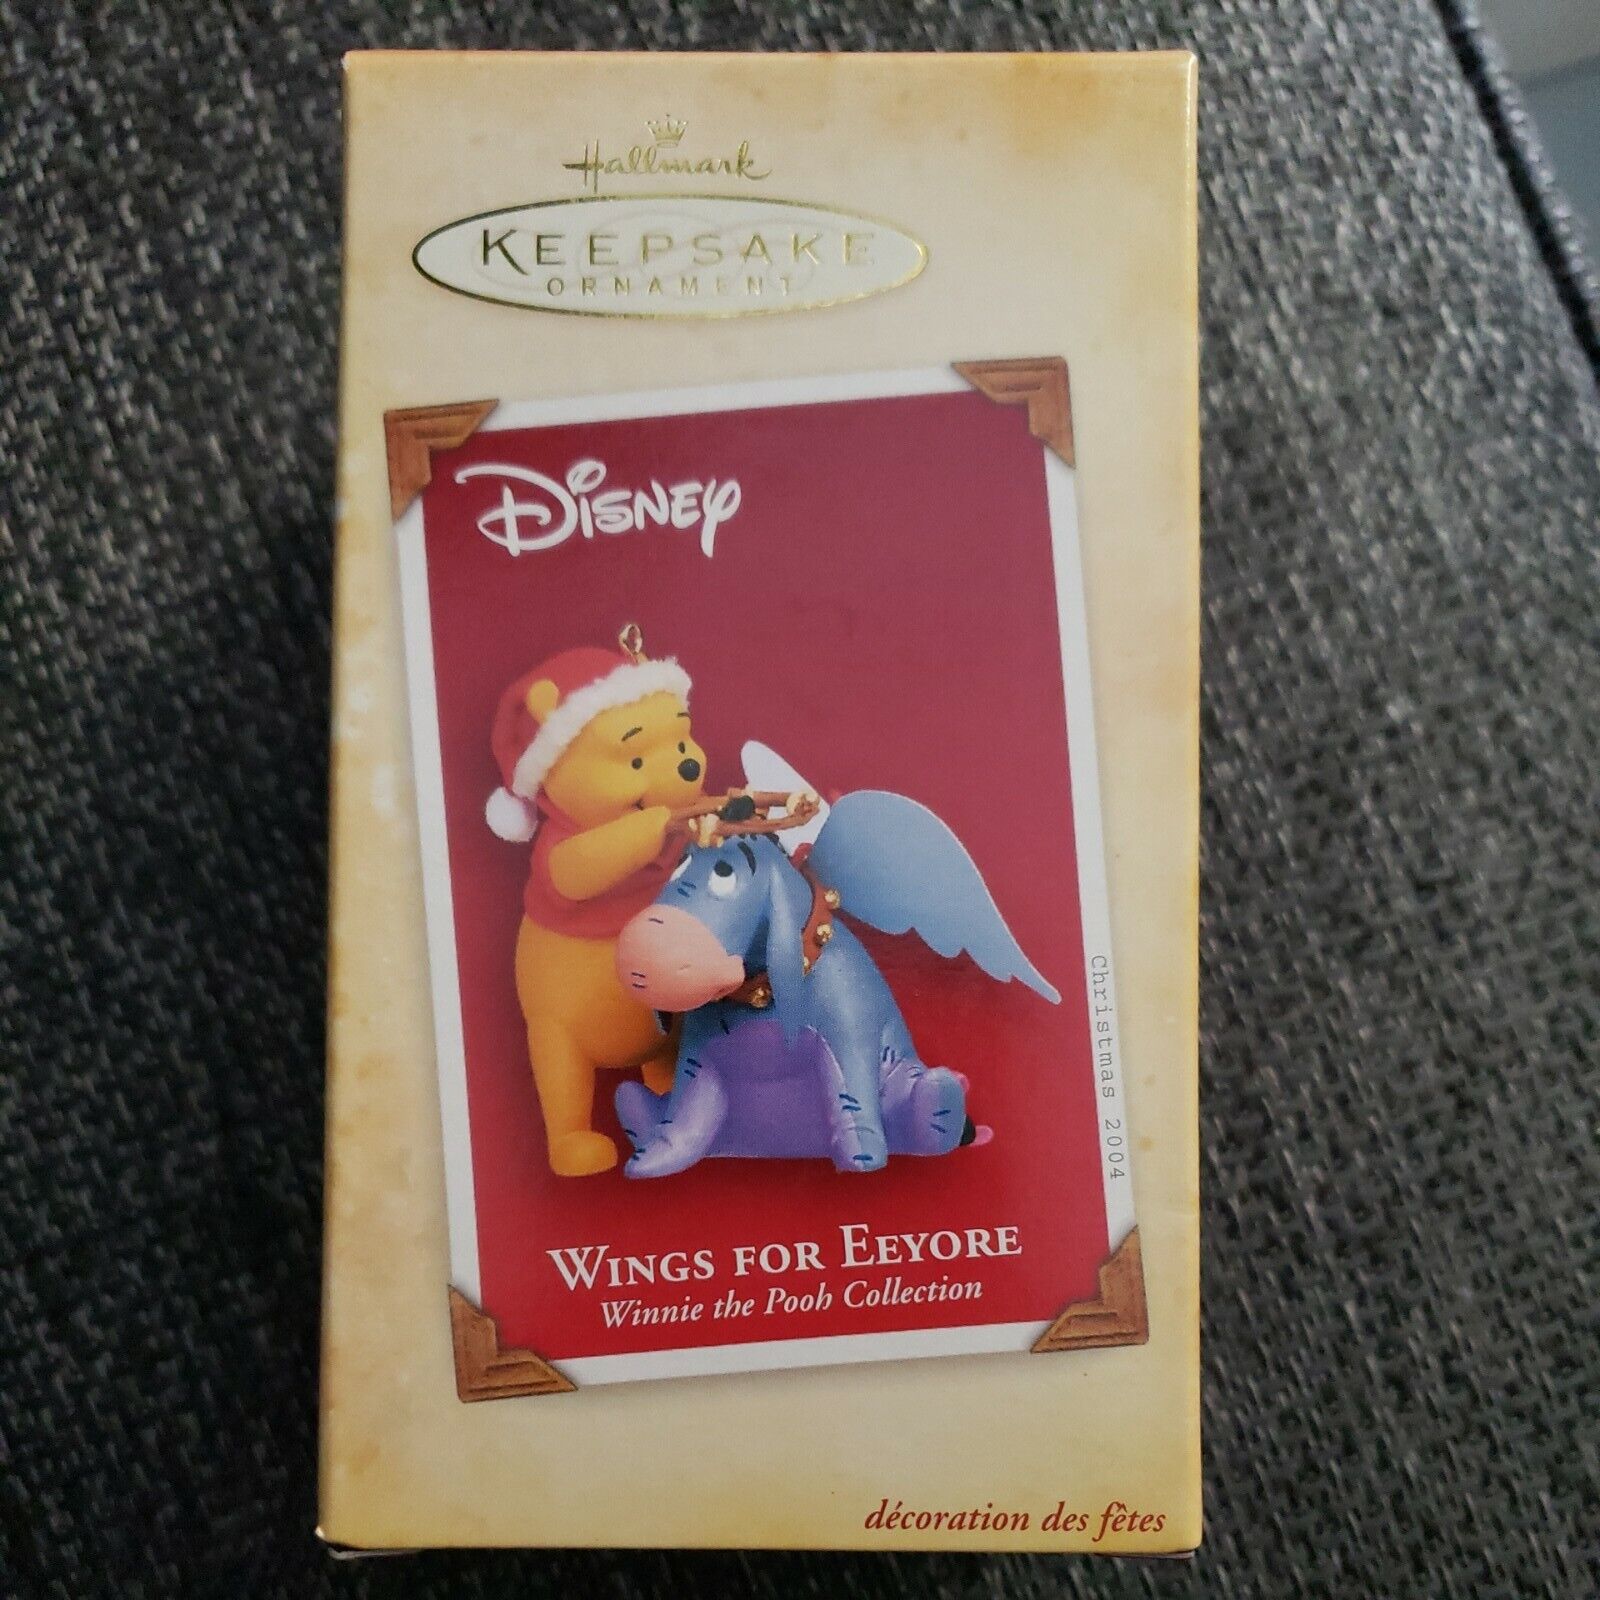 Hallmark
KEEPSAKE
ORNAMENT
Disney
Christmas 2004
WINGS FOR EEYORE
Winnie the Pooh Collection
décoration des fêtes